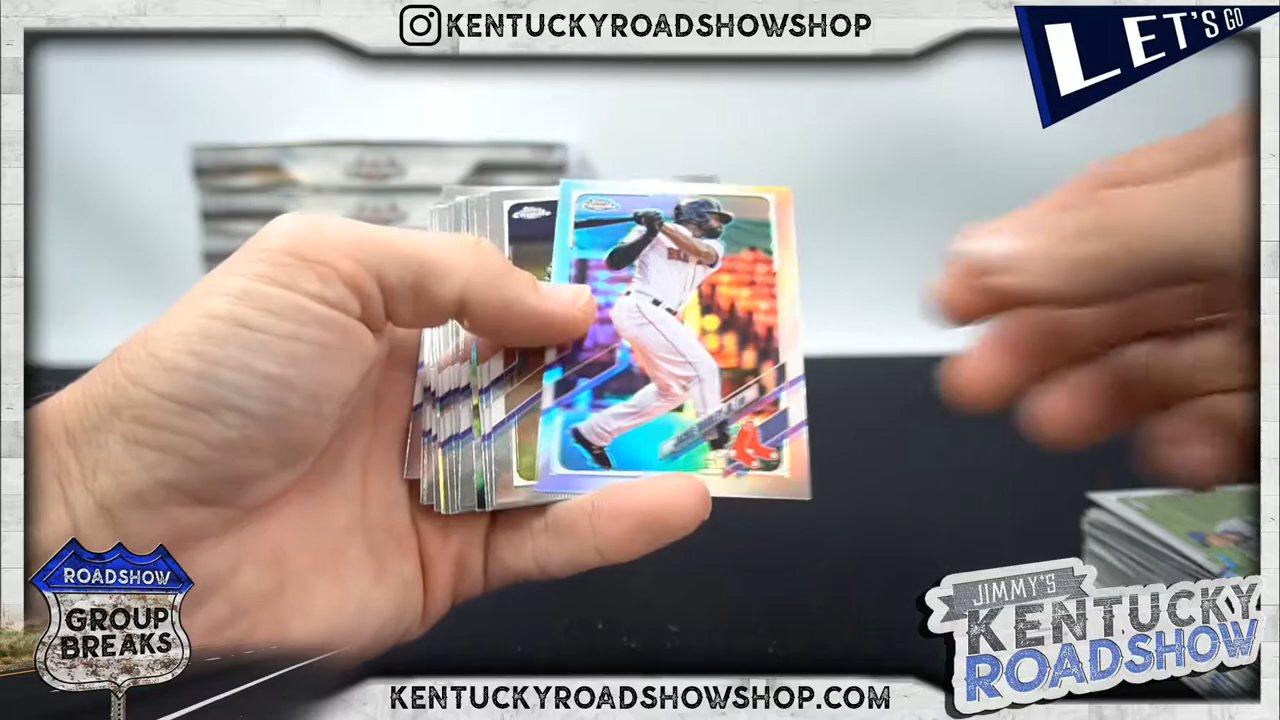 KENTUCKYROADSHOWSHOP
LET'S GO
ROADSHOW
GROUP
BREAKS
JIMMY'S
KENTUCKY
ROADSHOW
KENTUCKYROADSHOWSHOP.COM